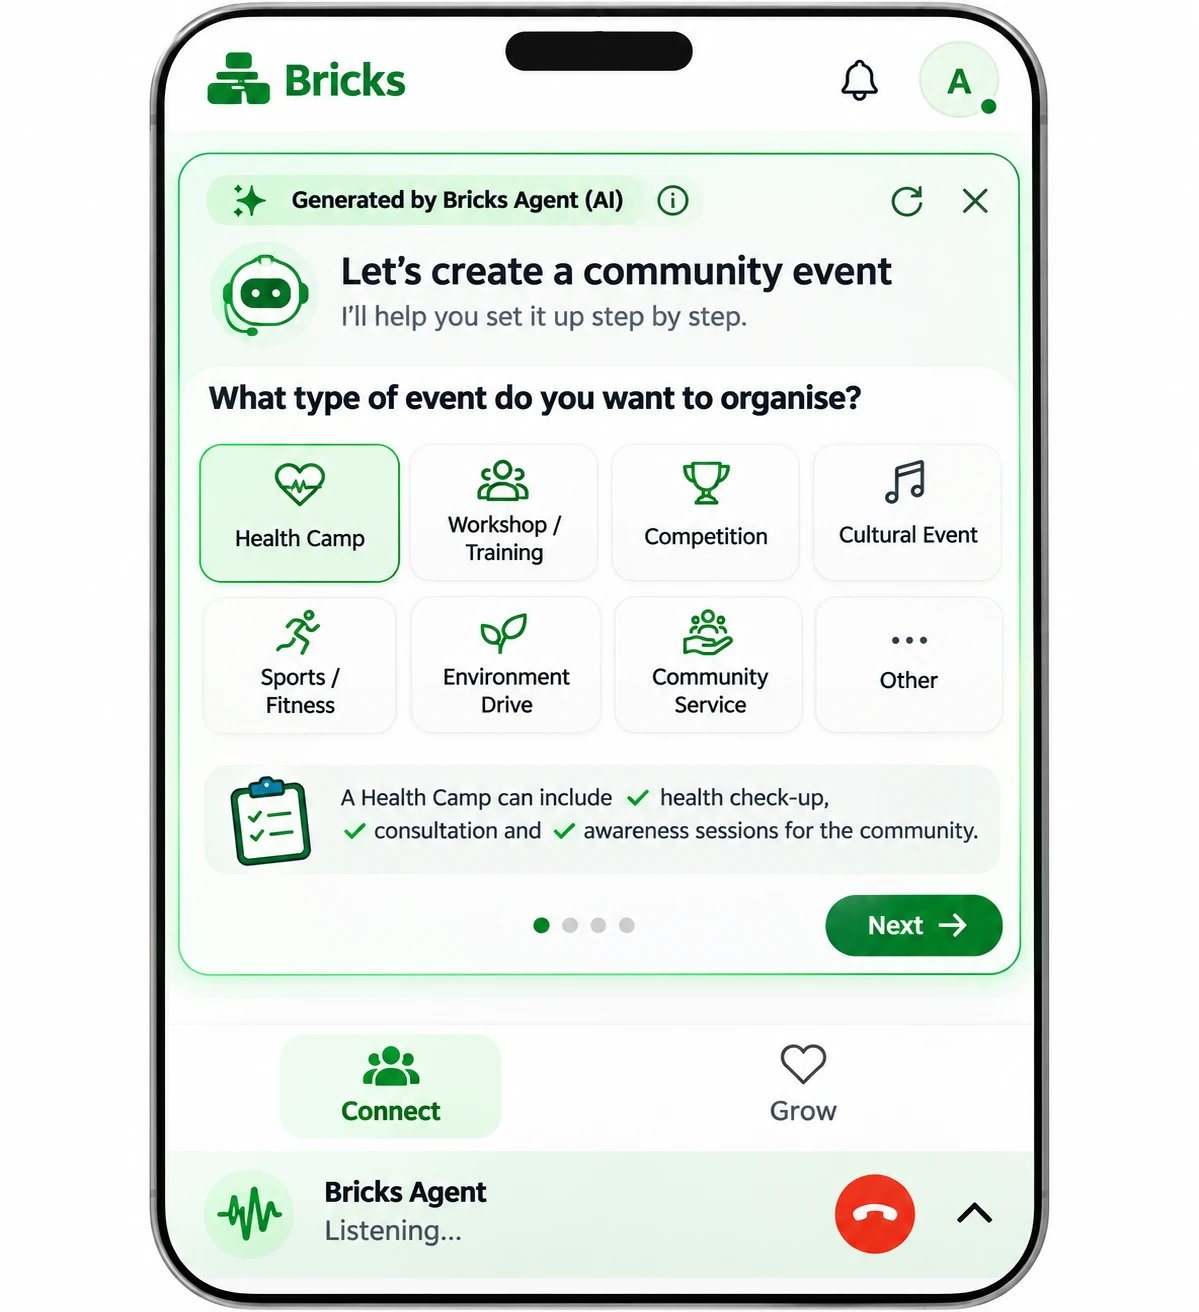 Bricks
A
Generated by Bricks Agent (AI)
Let's create a community event
I'll help you set it up step by step.
What type of event do you want to organise?
Health Camp
Workshop /
Training
Competition
Cultural Event
Sports /
Fitness
Environment
Drive
Community
Service
Other
A Health Camp can include ✓ health check-up,
✓ consultation and ✓ awareness sessions for the community.
Next →
Connect
Grow
Bricks Agent
Listening...